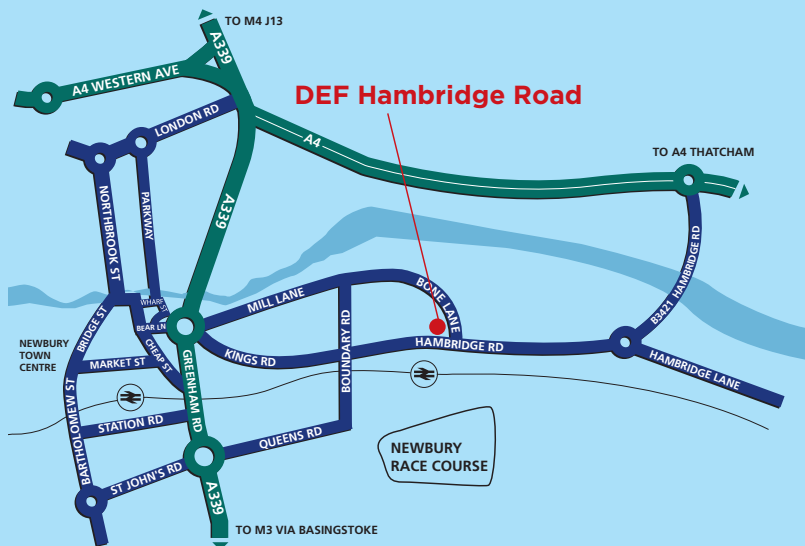 TO M4 J13
A339
A4 WESTERN AVE
LONDON RD
DEF Hambridge Road
A4
TO A4 THATCHAM
PARKWAY
NORTHBROOK ST
A339
B3421 HAMBRIDGE RD
WHARF ST
BEAR LN
BRIDGE ST
MILL LANE
BONE LANE
NEWBURY
TOWN
CENTRE
MARKET ST
CHEAP ST
KINGS RD
BOUNDARY RD
HAMBRIDGE RD
HAMBRIDGE LANE
GREENHAM RD
BARTHOLOMEW ST
STATION RD
QUEENS RD
NEWBURY
RACE COURSE
ST JOHN'S RD
A339
TO M3 VIA BASINGSTOKE